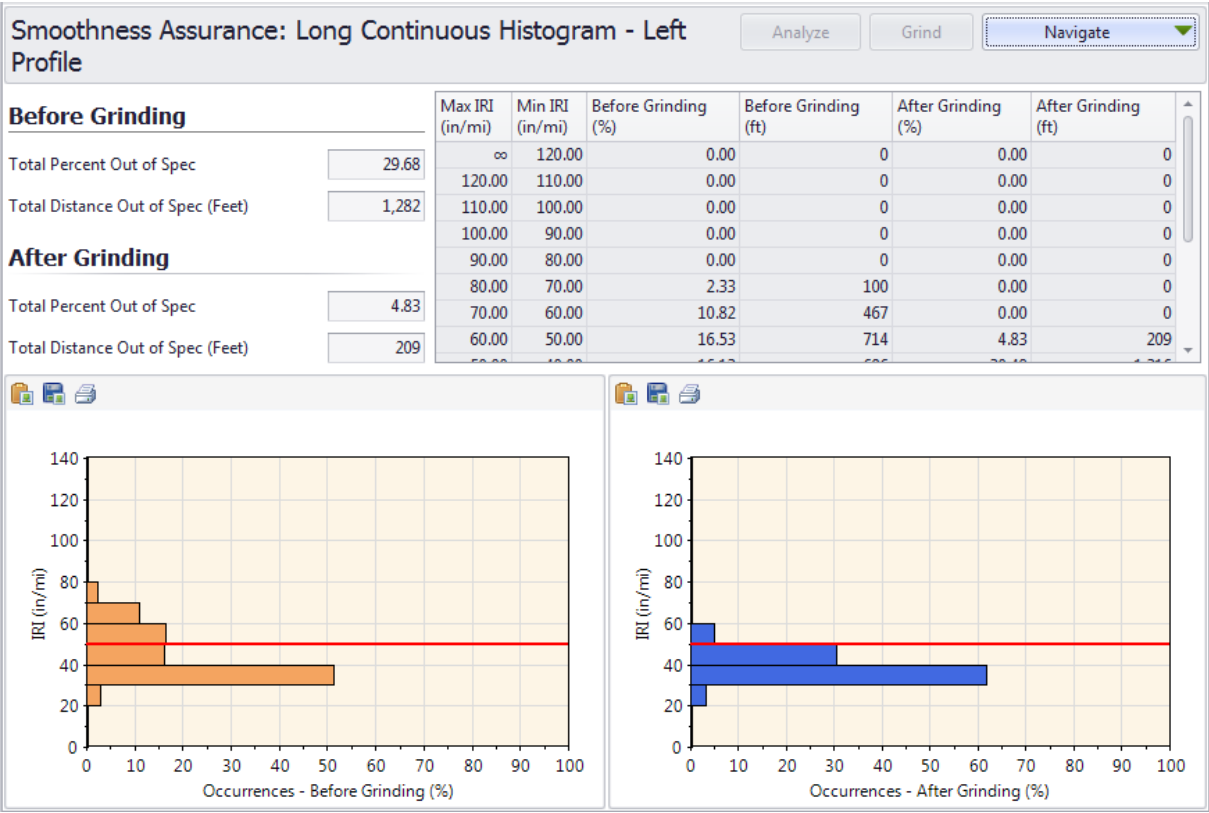 Smoothness Assurance: Long Continuous Histogram - Left
Profile
Analyze
Grind
Navigate
Before Grinding
Total Percent Out of Spec 29.68
Total Distance Out of Spec (Feet) 1,282
After Grinding
Total Percent Out of Spec 4.83
Total Distance Out of Spec (Feet) 209
Max IRI Min IRI Before Grinding Before Grinding After Grinding After Grinding
(in/mi) (in/mi) (%) (ft) (%) (ft)
∞ 120.00 0.00 0 0.00 0
120.00 110.00 0.00 0 0.00 0
110.00 100.00 0.00 0 0.00 0
100.00 90.00 0.00 0 0.00 0
90.00 80.00 0.00 0 0.00 0
80.00 70.00 2.33 100 0.00 0
70.00 60.00 10.82 467 0.00 0
60.00 50.00 16.53 714 4.83 209
140
120
100
80
60
40
20
0
IRI (in/mi)
0 10 20 30 40 50 60 70 80 90 100
Occurrences - Before Grinding (%)
140
120
100
80
60
40
20
0
IRI (in/mi)
0 10 20 30 40 50 60 70 80 90 100
Occurrences - After Grinding (%)